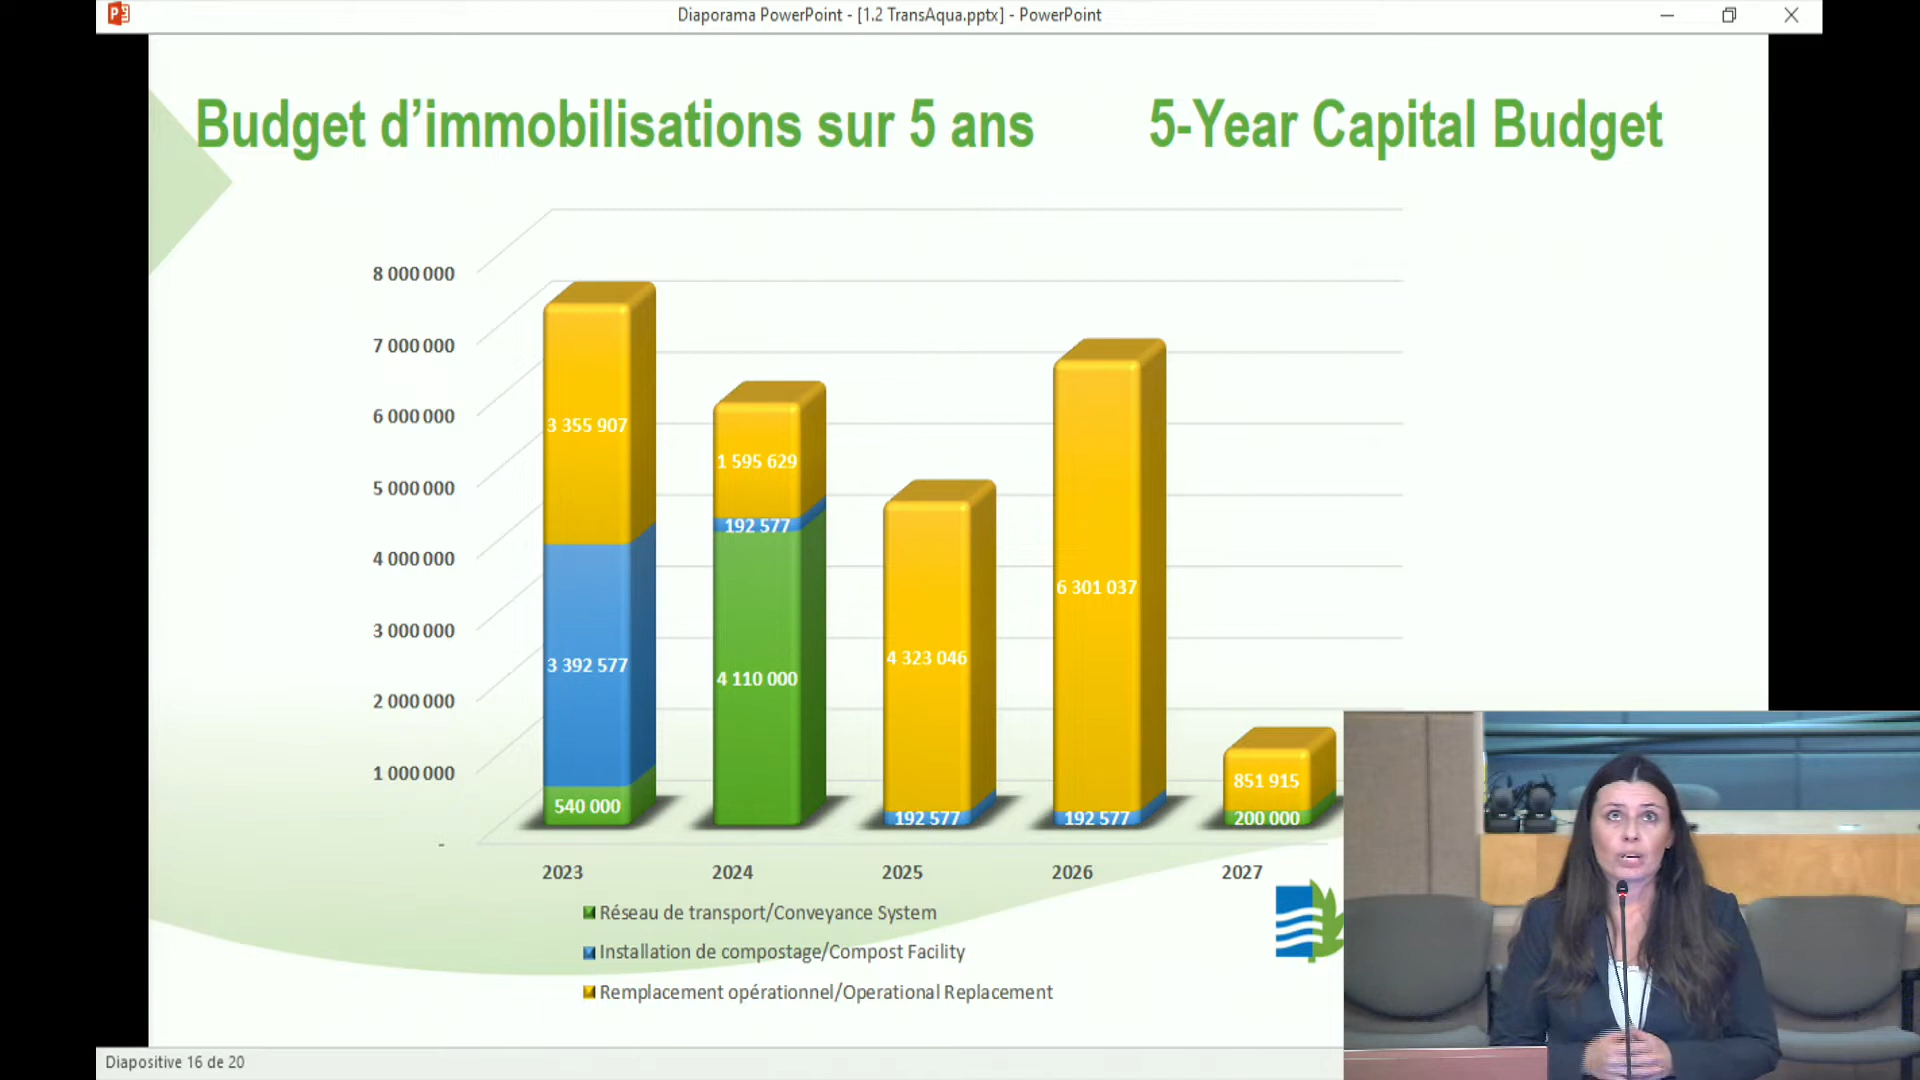 Diaporama PowerPoint - [1.2 TransAqua.pptx] - PowerPoint
Budget d’immobilisations sur 5 ans
5-Year Capital Budget
8 000 000
7 000 000
6 000 000
5 000 000
4 000 000
3 000 000
2 000 000
1 000 000
-
3 355 907
3 392 577
540 000
1 595 629
192 577
4 110 000
4 323 046
192 577
6 301 037
192 577
851 915
200 000
2023
2024
2025
2026
2027
Réseau de transport/Conveyance System
Installation de compostage/Compost Facility
Remplacement opérationnel/Operational Replacement
Diapositive 16 de 20